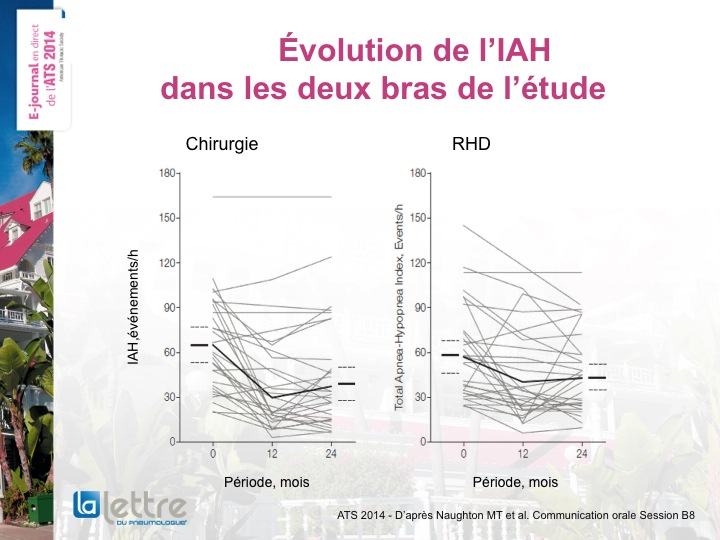 E-journal en direct
de l'ATS 2014
American Thoracic Society
Évolution de l’IAH
dans les deux bras de l’étude
Chirurgie
RHD
180
150
120
90
60
30
0
0 12 24
IAH,événements/h
Période, mois
180
150
120
90
60
30
0
0 12 24
Total Apnea-Hypopnea Index, Events/h
Période, mois
la lettre
DU PNEUMOLOGUE
ATS 2014 - D’après Naughton MT et al. Communication orale Session B8